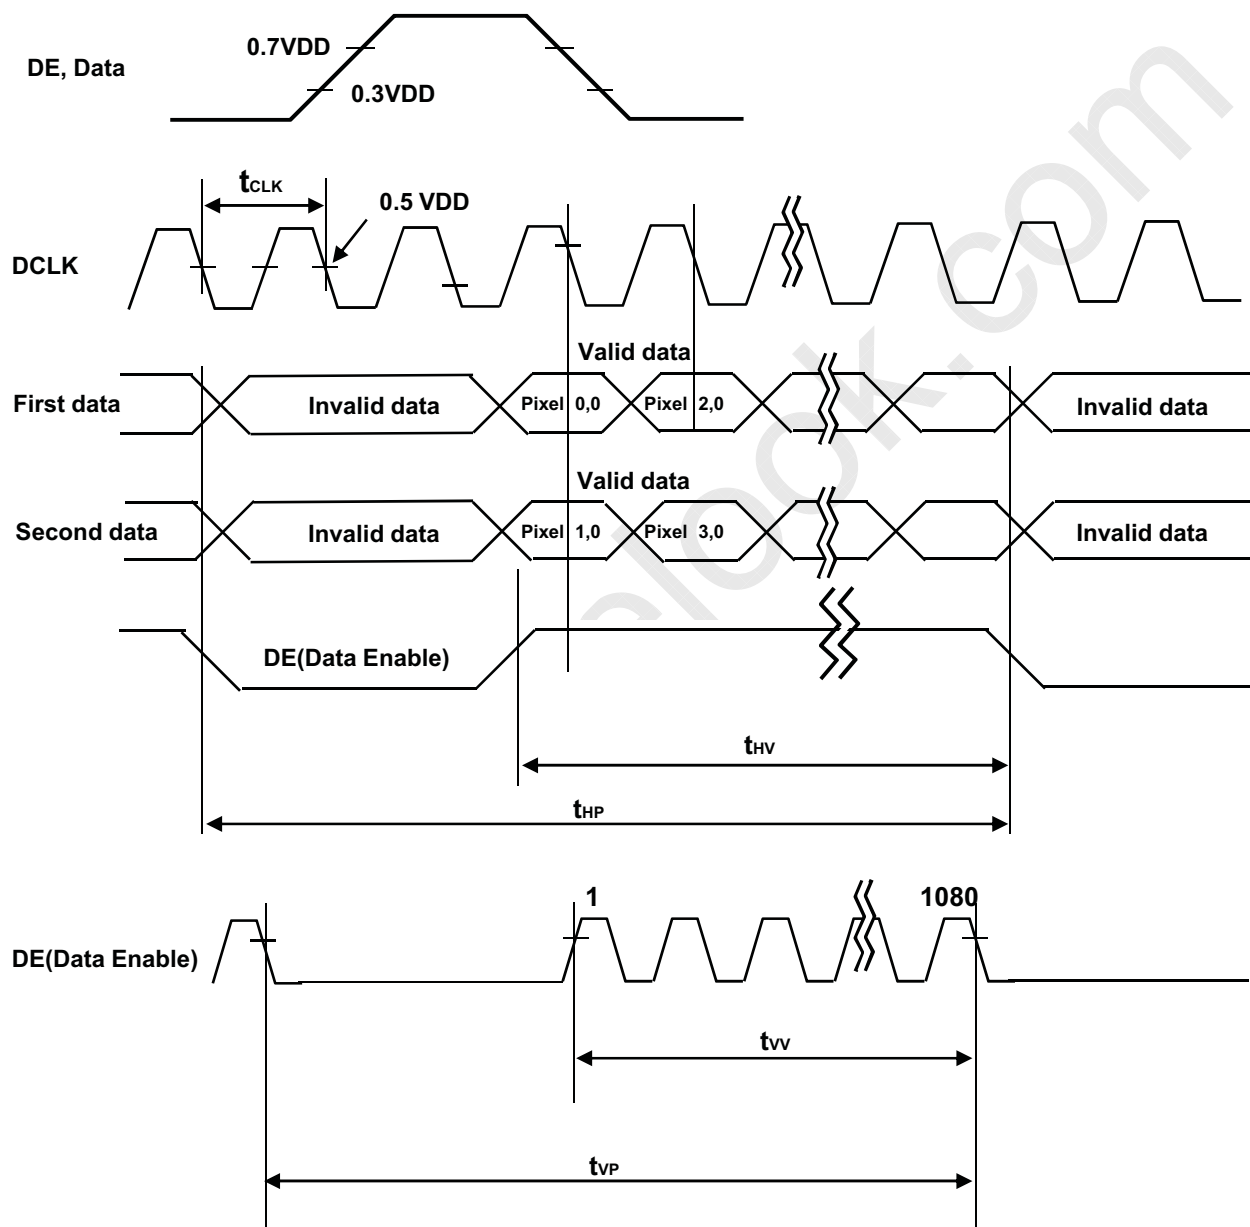 0.7VDD
DE, Data
0.3VDD
tCLK
0.5 VDD
DCLK
Valid data
First data
Invalid data
Pixel 0,0
Pixel 2,0
Invalid data
Valid data
Second data
Invalid data
Pixel 1,0
Pixel 3,0
Invalid data
DE(Data Enable)
tHV
tHP
1
1080
DE(Data Enable)
tVV
tVP
elook.com